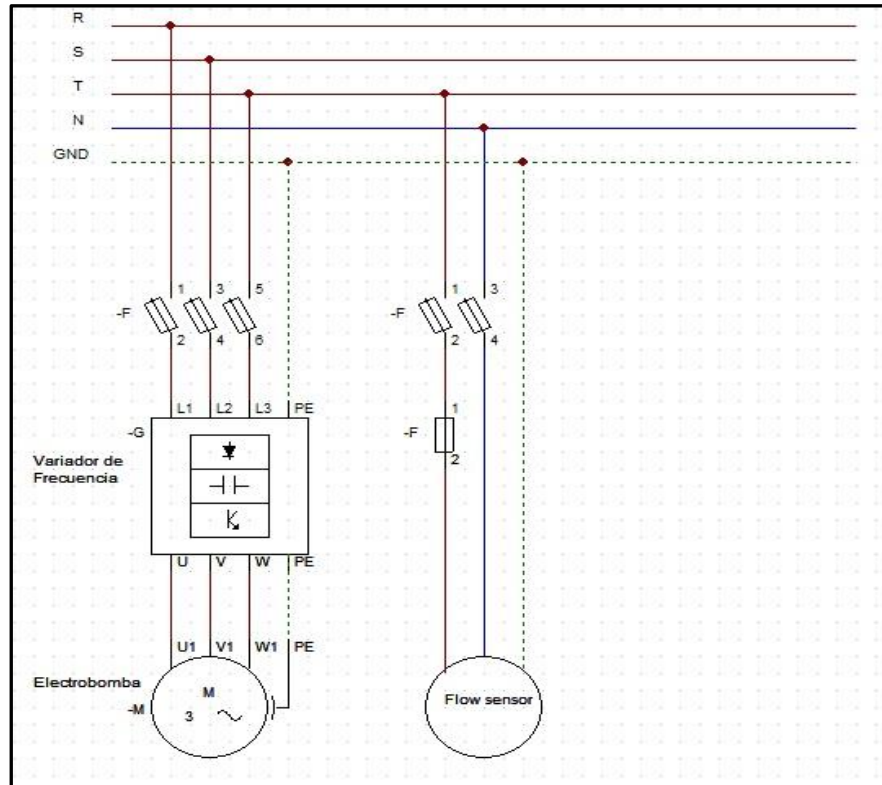 R
S
T
N
GND
1 3 5 1 3
-F -F
2 4 6 2 4
L1 L2 L3 PE 1
-G -F
Variador de
Frecuencia
2
U V W PE
U1 V1 W1 PE
Electrobomba
M
Flow sensor
-M
3